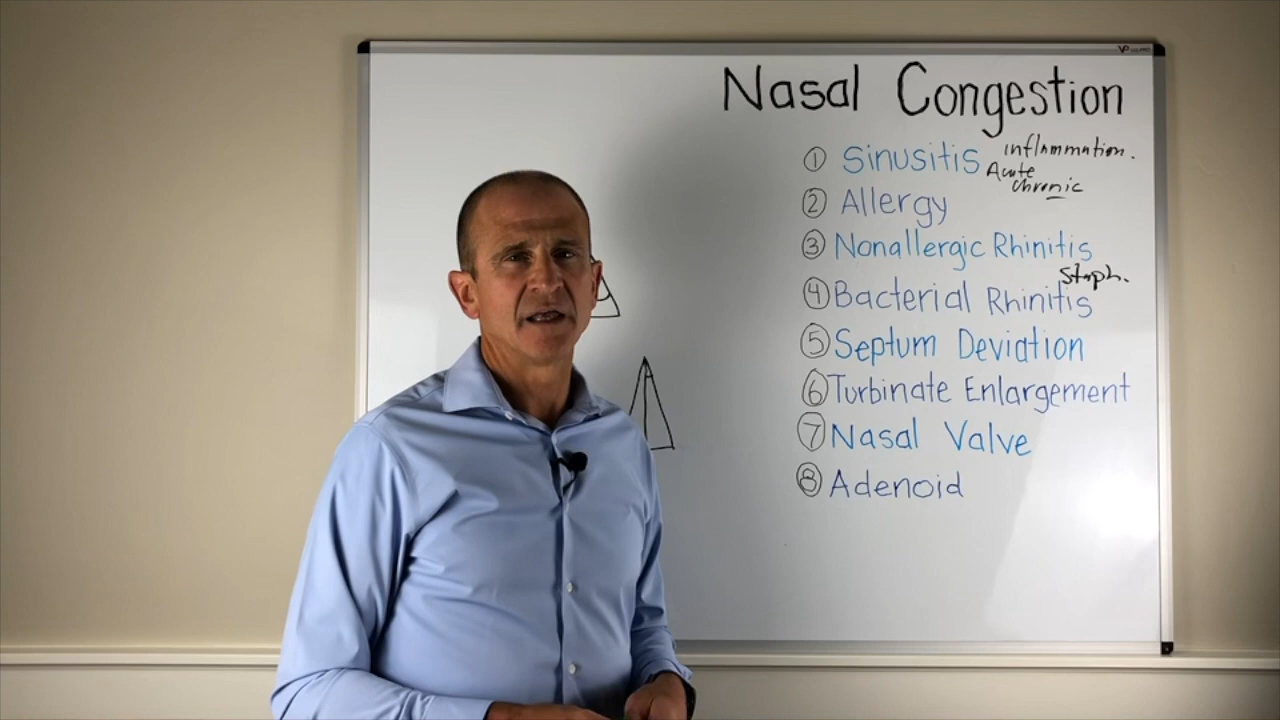 Nasal Congestion
① Sinusitis inflammation.
Acute
chronic
② Allergy
③ Nonallergic Rhinitis
Staph.
④ Bacterial Rhinitis
⑤ Septum Deviation
⑥ Turbinate Enlargement
⑦ Nasal Valve
⑧ Adenoid